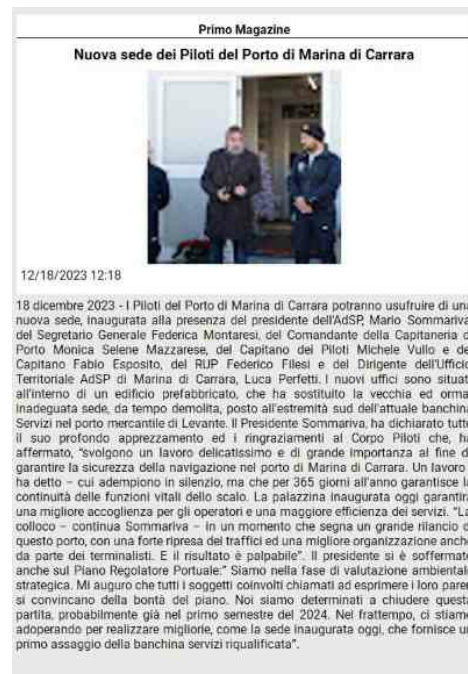 Primo Magazine
Nuova sede dei Piloti del Porto di Marina di Carrara
12/18/2023 12:18
18 dicembre 2023 - I Piloti del Porto di Marina di Carrara potranno usufruire di una
nuova sede, inaugurata alla presenza del presidente dell'AdSP, Mario Sommariva,
del Segretario Generale Federica Montaresi, del Comandante della Capitaneria d
Porto Monica Selene Mazzarese, del Capitano dei Piloti Michele Vullo e de
Capitano Fabio Esposito, del RUP Federico Filesi e del Dirigente dell'Ufficio
Territoriale AdSP di Marina di Carrara, Luca Perfetti. I nuovi uffici sono situat
all'interno di un edificio prefabbricato, che ha sostituito la vecchia ed orma
inadeguata sede, da tempo demolita, posto all'estremità sud dell'attuale banchina
Servizi nel porto mercantile di Levante. Il Presidente Sommariva, ha dichiarato tutto
il suo profondo apprezzamento ed i ringraziamenti al Corpo Piloti che, ha
affermato, "svolgono un lavoro delicatissimo e di grande importanza al fine d
garantire la sicurezza della navigazione nel porto di Marina di Carrara. Un lavoro -
ha detto – cui adempiono in silenzio, ma che per 365 giorni all'anno garantisce la
continuità delle funzioni vitali dello scalo. La palazzina inaugurata oggi garantirà
una migliore accoglienza per gli operatori e una maggiore efficienza dei servizi. "La
colloco – continua Sommariva – in un momento che segna un grande rilancio d
questo porto, con una forte ripresa dei traffici ed una migliore organizzazione anche
da parte dei terminalisti. E il risultato è palpabile". Il presidente si è soffermato
anche sul Piano Regolatore Portuale:" Siamo nella fase di valutazione ambientale
strategica. Mi auguro che tutti i soggetti coinvolti chiamati ad esprimere i loro parer
si convincano della bontà del piano. Noi siamo determinati a chiudere questa
partita, probabilmente già nel primo semestre del 2024. Nel frattempo, ci stiamo
adoperando per realizzare migliorie, come la sede inaugurata oggi, che fornisce un
primo assaggio della banchina servizi riqualificata".